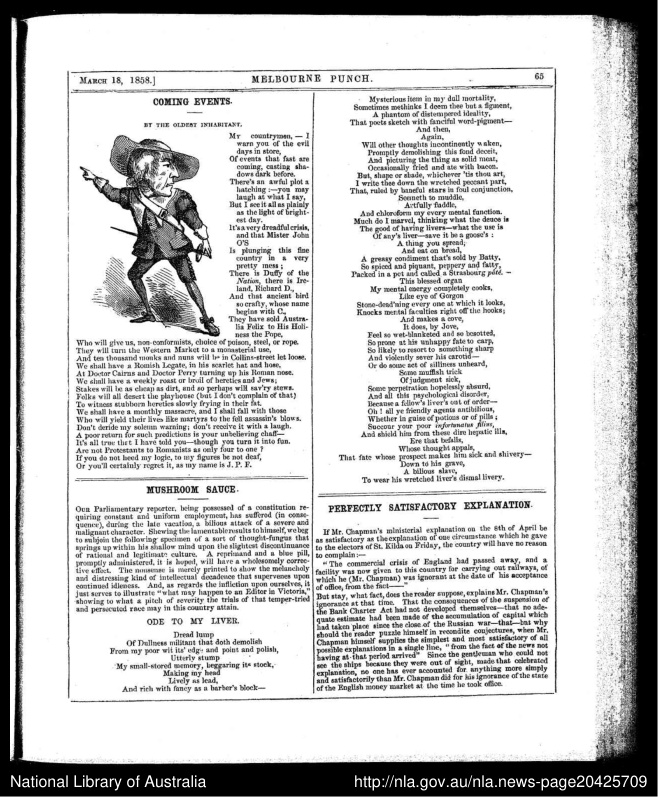 MARCH 18, 1858.]
MELBOURNE PUNCH.
65
COMING EVENTS.
BY THE OLDEST INHABITANT.
MY countrymen, — I
warn you of the evil
days in store,
Of events that fast are
coming, casting sha-
dows dark before.
There's an awful plot a
hatching :—you may
laugh at what I say,
But I see it all as plainly
as the light of bright-
est day.
It's a very dreadful crisis,
and that Mister John
O'S
Is plunging this fine
country in a very
pretty mess ;
There is Duffy of the
Nation, there is Ire-
land, Richard D.,
And that ancient bird
so crafty, whose name
begins with C.,
They have sold Austra-
lia Felix to His Holi-
ness the Pope,
Who will give us, non-conformists, choice of poison, steel, or rope.
They will turn the Western Market to a monasterial use,
And ten thousand monks and nuns will be in Collins-street let loose.
We shall have a Romish Legate, in his scarlet hat and hose,
At Doctor Cairns and Doctor Perry turning up his Roman nose.
We shall have a weekly roast or broil of heretics and Jews;
Stakes will be as cheap as dirt, and so perhaps will sav'ry stews.
Folks will all desert the playhouse (but I don't complain of that)
To witness stubborn heretics slowly frying in their fat.
We shall have a monthly massacre, and I shall fall with those
Who will yield their lives like martyrs to the fell assassin's blows.
Don't deride my solemn warning; don't receive it with a laugh.
A poor return for such predictions is your unbelieving chaff—
It's all true that I have told you—though you turn it into fun.
Are not Protestants to Romanists as only four to one ?
If you do not heed my logic, to my figures be not deaf,
Or you'll certainly regret it, as my name is J. P. F.
MUSHROOM SAUCE.
OUR Parliamentary reporter, being possessed of a constitution re-
quiring constant and uniform employment, has suffered (in conse-
quence), during the late vacation, a bilious attack of a severe and
malignant character. Shewing the lamentable results to himself, we beg
to subjoin the following specimen of a sort of thought-fungus that
springs up within his shallow mind upon the slightest discontinuance
of rational and legitimate culture. A reprimand and a blue pill,
promptly administered, it is hoped, will have a wholesomely correc-
tive effect. The nonsense is merely printed to show the melancholy
and distressing kind of intellectual decadence that supervenes upon
continued idleness. And, as regards the infliction upon ourselves, it
just serves to illustrate "what may happen to an Editor in Victoria,"
showing to what a pitch of severity the trials of that temper-tried
and persecuted race may in this country attain.
ODE TO MY LIVER.
Dread lump
Of Dullness militant that doth demolish
From my poor wit its' edge and point and polish,
Utterly stump
My small-stored memory, beggaring its stock,
Making my head
Lively as lead,
And rich with fancy as a barber's block—
Mysterious item in my dull mortality,
Sometimes methinks I deem thee but a figment,
A phantom of distempered ideality,
That poets sketch with fanciful word-pigment—
And then,
Again,
Will other thoughts incontinently waken,
Promptly demolishing this fond deceit,
And picturing the thing as solid meat,
Occasionally fried and ate with bacon.
But, shape or shade, whichever 'tis thou art,
I write thee down the wretched peccant part,
That, ruled by baneful stars in foul conjunction,
Seemeth to muddle,
Artfully fuddle,
And chloroform my every mental function.
Much do I marvel, thinking what the deuce is
The good of having livers—what the use is
Of any's liver—save it be a goose's :
A thing you spread;
And eat on bread,
A greasy condiment that's sold by Batty,
So spiced and piquant, peppery and fatty,
Packed in a pot and called a Strasbourg pâté. —
This blessed organ
My mental energy completely cooks,
Like eye of Gorgon
Stone-dead'ning every one at which it looks,
Knocks mental faculties right off the hooks;
And makes a cove,
It does, by Jove,
Feel so wet-blanketed and so besotted,
So prone at his unhappy fate to carp,
So likely to resort to something sharp
And violently sever his carotid—
Or do some act of silliness unheard,
Some muffish trick
Of judgment sick,
Some perpetration hopelessly absurd,
And all this psychological disorder,
Because a fellow's liver's out of order—
Oh ! all ye friendly agents antibilious,
Whether in guise of potions or of pills ;
Succour your poor infortunatus filius,
And shield him from these dire hepatic ills,
Ere that befalls,
Whose thought appals,
That fate whose prospect makes him sick and shivery—
Down to his grave,
A bilious slave,
To wear his wretched liver's dismal livery.
PERFECTLY SATISFACTORY EXPLANATION.
If Mr. Chapman's ministerial explanation on the 8th of April be
as satisfactory as the explanation of one circumstance which he gave
to the electors of St. Kilda on Friday, the country will have no reason
to complain :—
"The commercial crisis of England had passed away, and a
facility was now given to this country for carrying out railways, of
which he (Mr. Chapman) was ignorant at the date of his acceptance
of office, from the fact——"
But stay, what fact, does the reader suppose, explains Mr. Chapman's
ignorance at that time. That the consequences of the suspension of
the Bank Charter Act had not developed themselves—that no ade-
quate estimate had been made of the accumulation of capital which
had taken place since the close of the Russian war—that—but why
should the reader puzzle himself in recondite conjectures, when Mr.
Chapman himself supplies the simplest and most satisfactory of all
possible explanations in a single line, "from the fact of the news not
having at that period arrived" Since the gentleman who could not
see the ships because they were out of sight, made that celebrated
explanation, no one has ever accounted for anything more simply
and satisfactorily than Mr. Chapman did for his ignorance of the state
of the English money market at the time he took office.
National Library of Australia
http://nla.gov.au/nla.news-page20425709